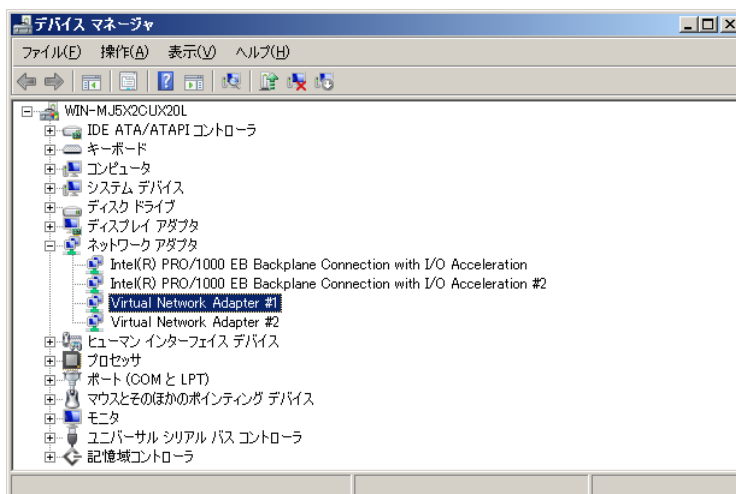 デバイス マネージャ
ファイル(F) 操作(A) 表示(V) ヘルプ(H)
WIN-MJ5X2CUX20L
IDE ATA/ATAPI コントローラ
キーボード
コンピュータ
システム デバイス
ディスク ドライブ
ディスプレイ アダプタ
ネットワーク アダプタ
Intel(R) PRO/1000 EB Backplane Connection with I/O Acceleration
Intel(R) PRO/1000 EB Backplane Connection with I/O Acceleration #2
Virtual Network Adapter #1
Virtual Network Adapter #2
ヒューマン インターフェイス デバイス
プロセッサ
ポート (COM と LPT)
マウスとそのほかのポインティング デバイス
モニタ
ユニバーサル シリアル バス コントローラ
記憶域コントローラ